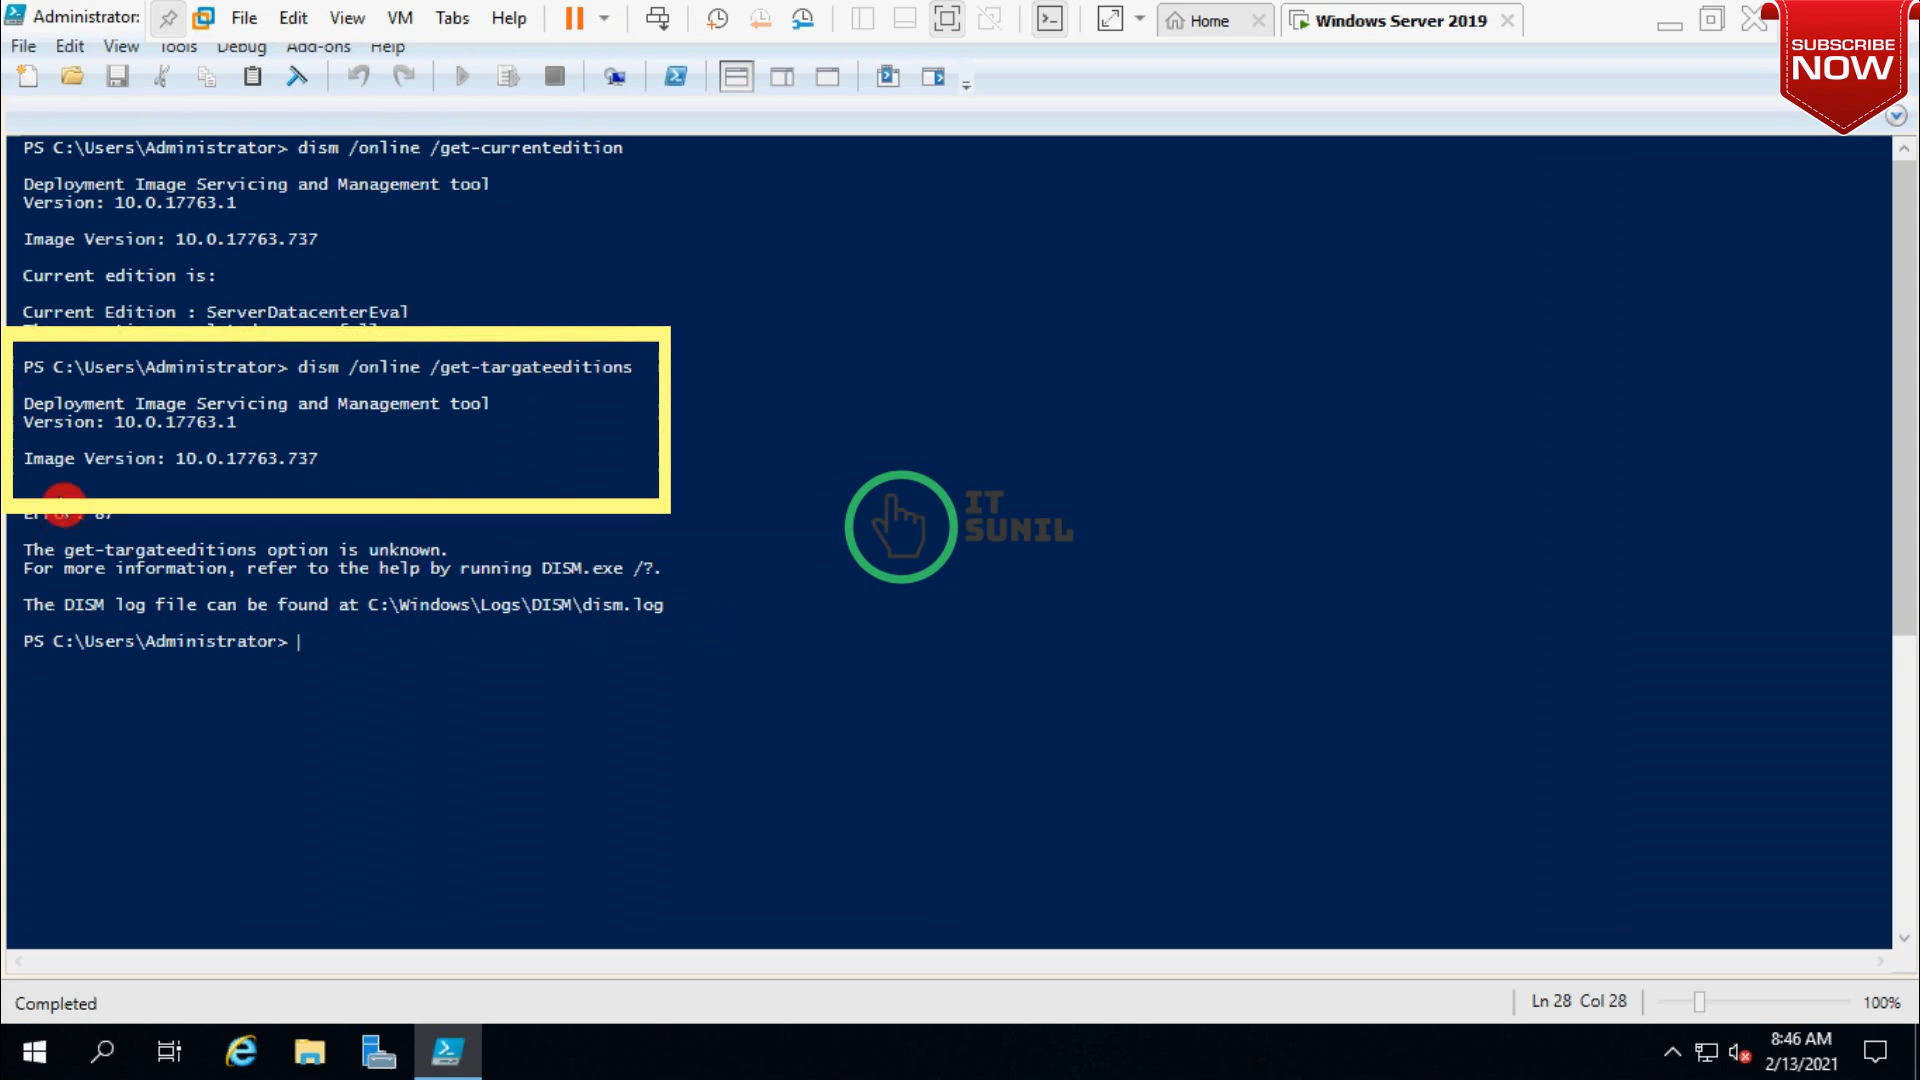 Administrator:
File Edit View VM Tabs Help
Home
Windows Server 2019
File Edit View Tools Debug Add-ons Help
SUBSCRIBE
NOW
PS C:\Users\Administrator> dism /online /get-currentedition
Deployment Image Servicing and Management tool
Version: 10.0.17763.1
Image Version: 10.0.17763.737
Current edition is:
Current Edition : ServerDatacenterEval
PS C:\Users\Administrator> dism /online /get-targateeditions
Deployment Image Servicing and Management tool
Version: 10.0.17763.1
Image Version: 10.0.17763.737
Error: 87
The get-targateeditions option is unknown.
For more information, refer to the help by running DISM.exe /?.
The DISM log file can be found at C:\Windows\Logs\DISM\dism.log
PS C:\Users\Administrator>
IT
SUNIL
Completed
Ln 28 Col 28
100%
8:46 AM
2/13/2021